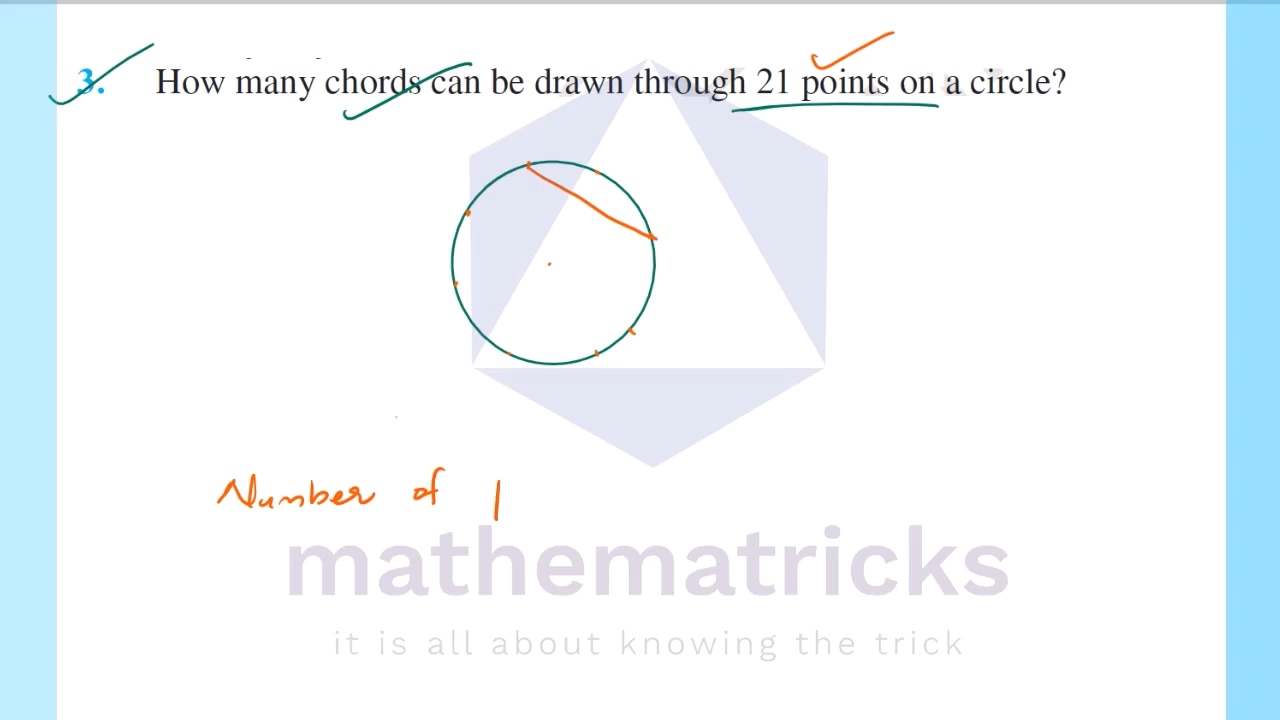 3. How many chords can be drawn through 21 points on a circle?
Number of
mathematricks
it is all about knowing the trick